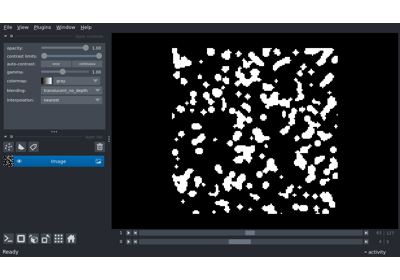 File View Plugins Window Help
opacity: 1.00
contrast limits:
auto-contrast: once continuous
gamma: 1.00
colormap: gray
blending: translucent_no_depth
interpolation: nearest
Image
1
0
Ready
activity